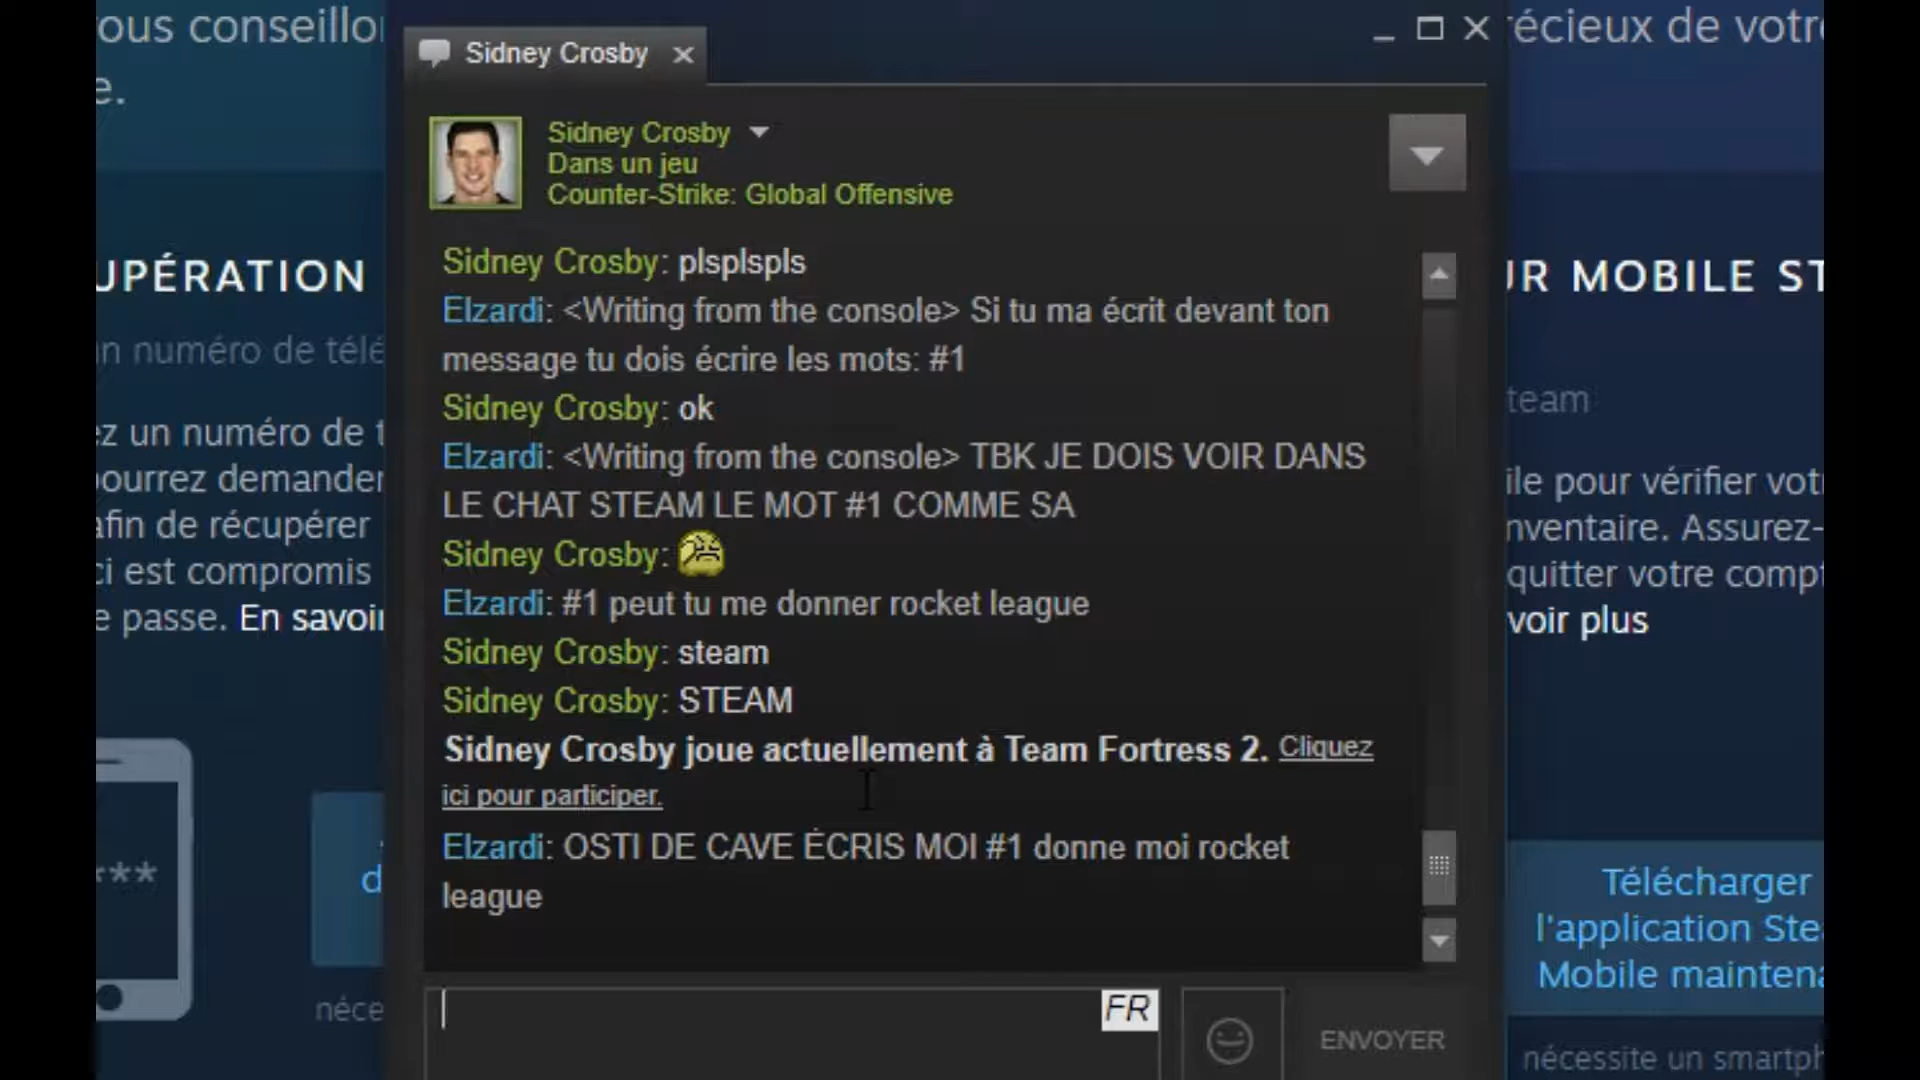 ous conseillo
écieux de votre
e.
Sidney Crosby
Sidney Crosby
Dans un jeu
Counter-Strike: Global Offensive
UPÉRATION
UR MOBILE ST
n numéro de télé
team
z un numéro de t
pourrez demander
afin de récupérer
ci est compromis
e passe. En savoir
ile pour vérifier vot
nventaire. Assurez-
quitter votre compt
voir plus
Sidney Crosby: plsplspls
Elzardi: <Writing from the console> Si tu ma écrit devant ton
message tu dois écrire les mots: #1
Sidney Crosby: ok
Elzardi: <Writing from the console> TBK JE DOIS VOIR DANS
LE CHAT STEAM LE MOT #1 COMME SA
Sidney Crosby:
Elzardi: #1 peut tu me donner rocket league
Sidney Crosby: steam
Sidney Crosby: STEAM
Sidney Crosby joue actuellement à Team Fortress 2. Cliquez
ici pour participer.
Elzardi: OSTI DE CAVE ÉCRIS MOI #1 donne moi rocket
league
***
d
néce
Télécharger
l'application Ste
Mobile maintena
nécessite un smartph
FR
ENVOYER